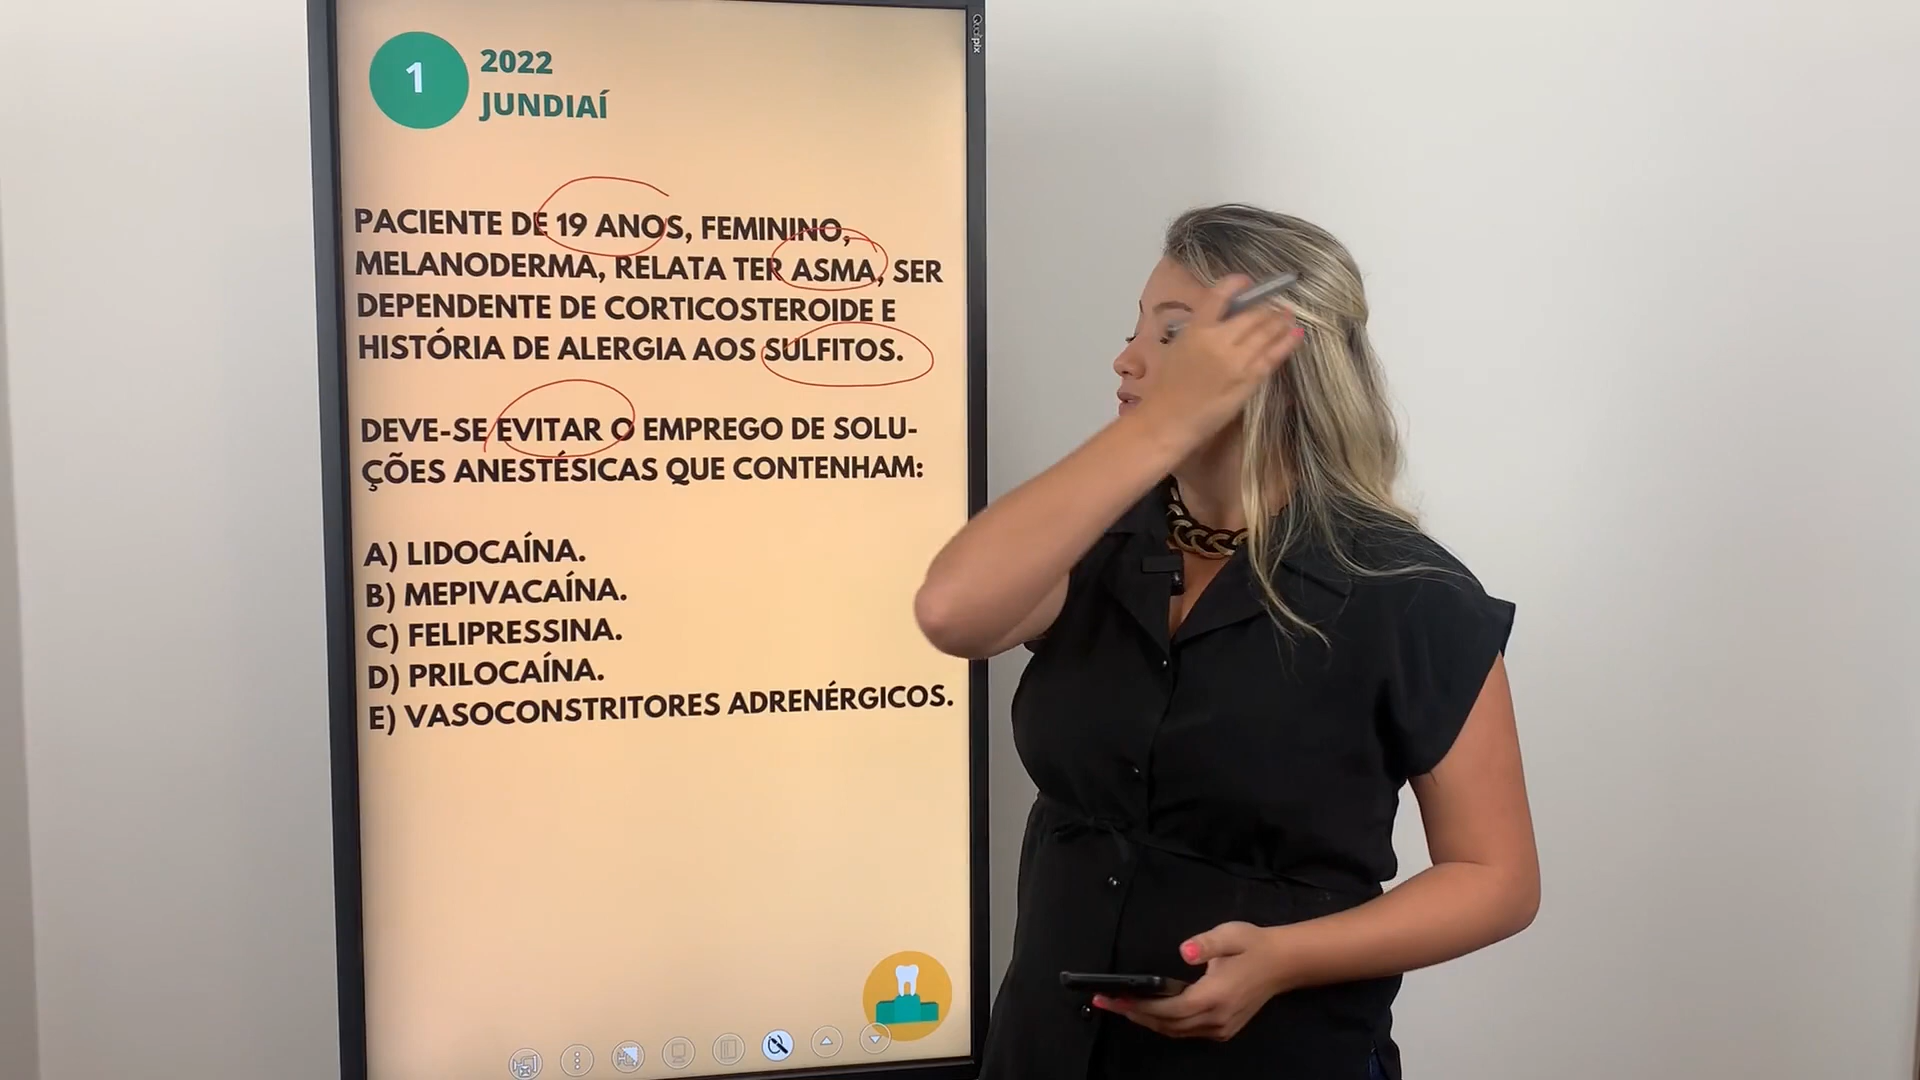 Qualipix
1
2022
JUNDIAÍ
PACIENTE DE 19 ANOS, FEMININO,
MELANODERMA, RELATA TER ASMA, SER
DEPENDENTE DE CORTICOSTEROIDE E
HISTÓRIA DE ALERGIA AOS SULFITOS.
DEVE-SE EVITAR O EMPREGO DE SOLU-
ÇÕES ANESTÉSICAS QUE CONTENHAM:
A) LIDOCAÍNA.
B) MEPIVACAÍNA.
C) FELIPRESSINA.
D) PRILOCAÍNA.
E) VASOCONSTRITORES ADRENÉRGICOS.